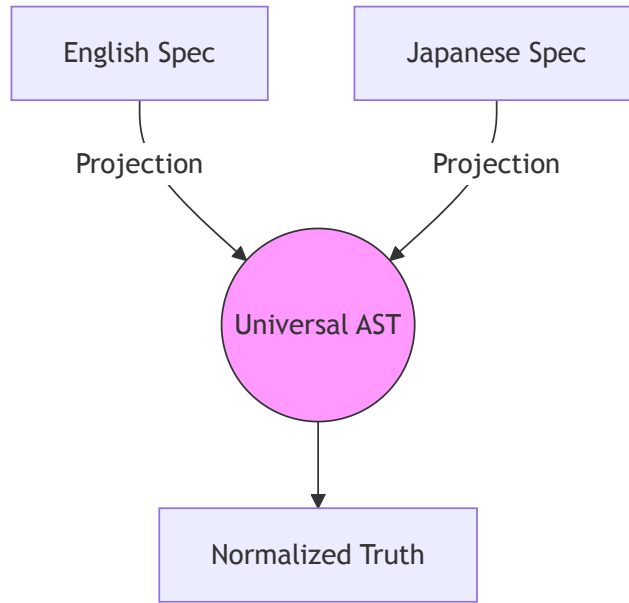 English Spec
Japanese Spec
Projection
Projection
Universal AST
Normalized Truth